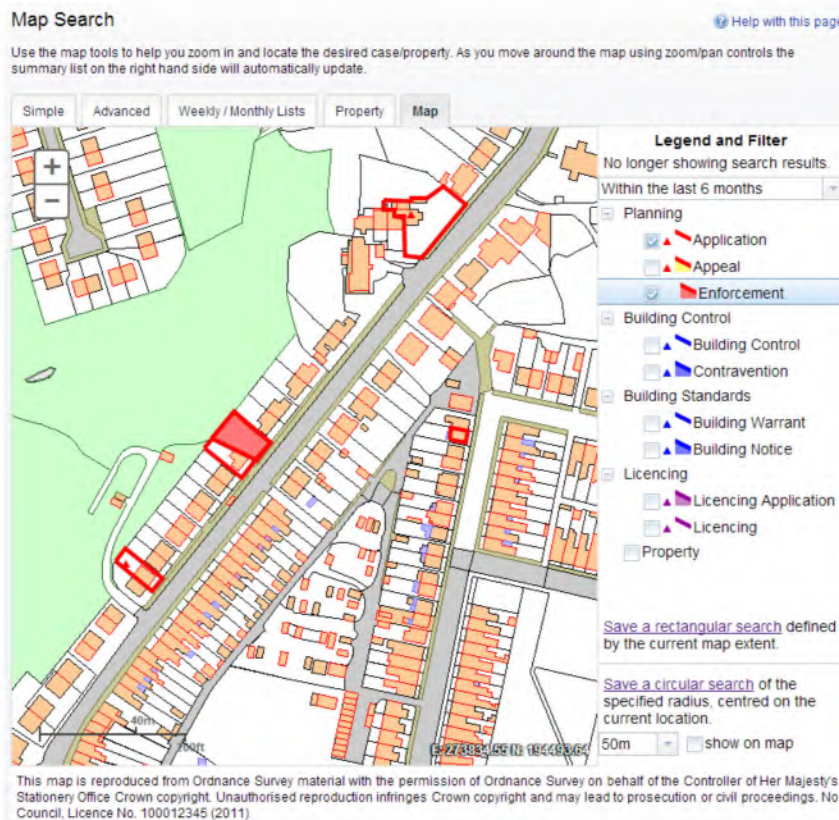 Map Search
Help with this page
Use the map tools to help you zoom in and locate the desired case/property. As you move around the map using zoom/pan controls the
summary list on the right hand side will automatically update.
Simple
Advanced
Weekly / Monthly Lists
Property
Map
+
−
40m
200ft
E: 273834.55 N: 194493.64
Legend and Filter
No longer showing search results.
Within the last 6 months
Planning
Application
Appeal
Enforcement
Building Control
Building Control
Contravention
Building Standards
Building Warrant
Building Notice
Licencing
Licencing Application
Licencing
Property
Save a rectangular search defined
by the current map extent.
Save a circular search of the
specified radius, centred on the
current location.
50m
show on map
This map is reproduced from Ordnance Survey material with the permission of Ordnance Survey on behalf of the Controller of Her Majesty's
Stationery Office Crown copyright. Unauthorised reproduction infringes Crown copyright and may lead to prosecution or civil proceedings. No
Council, Licence No. 100012345 (2011)